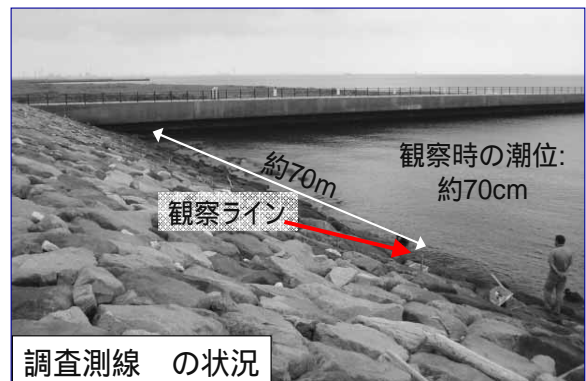 約70m
観察時の潮位:
約70cm
観察ライン
調査測線 の状況